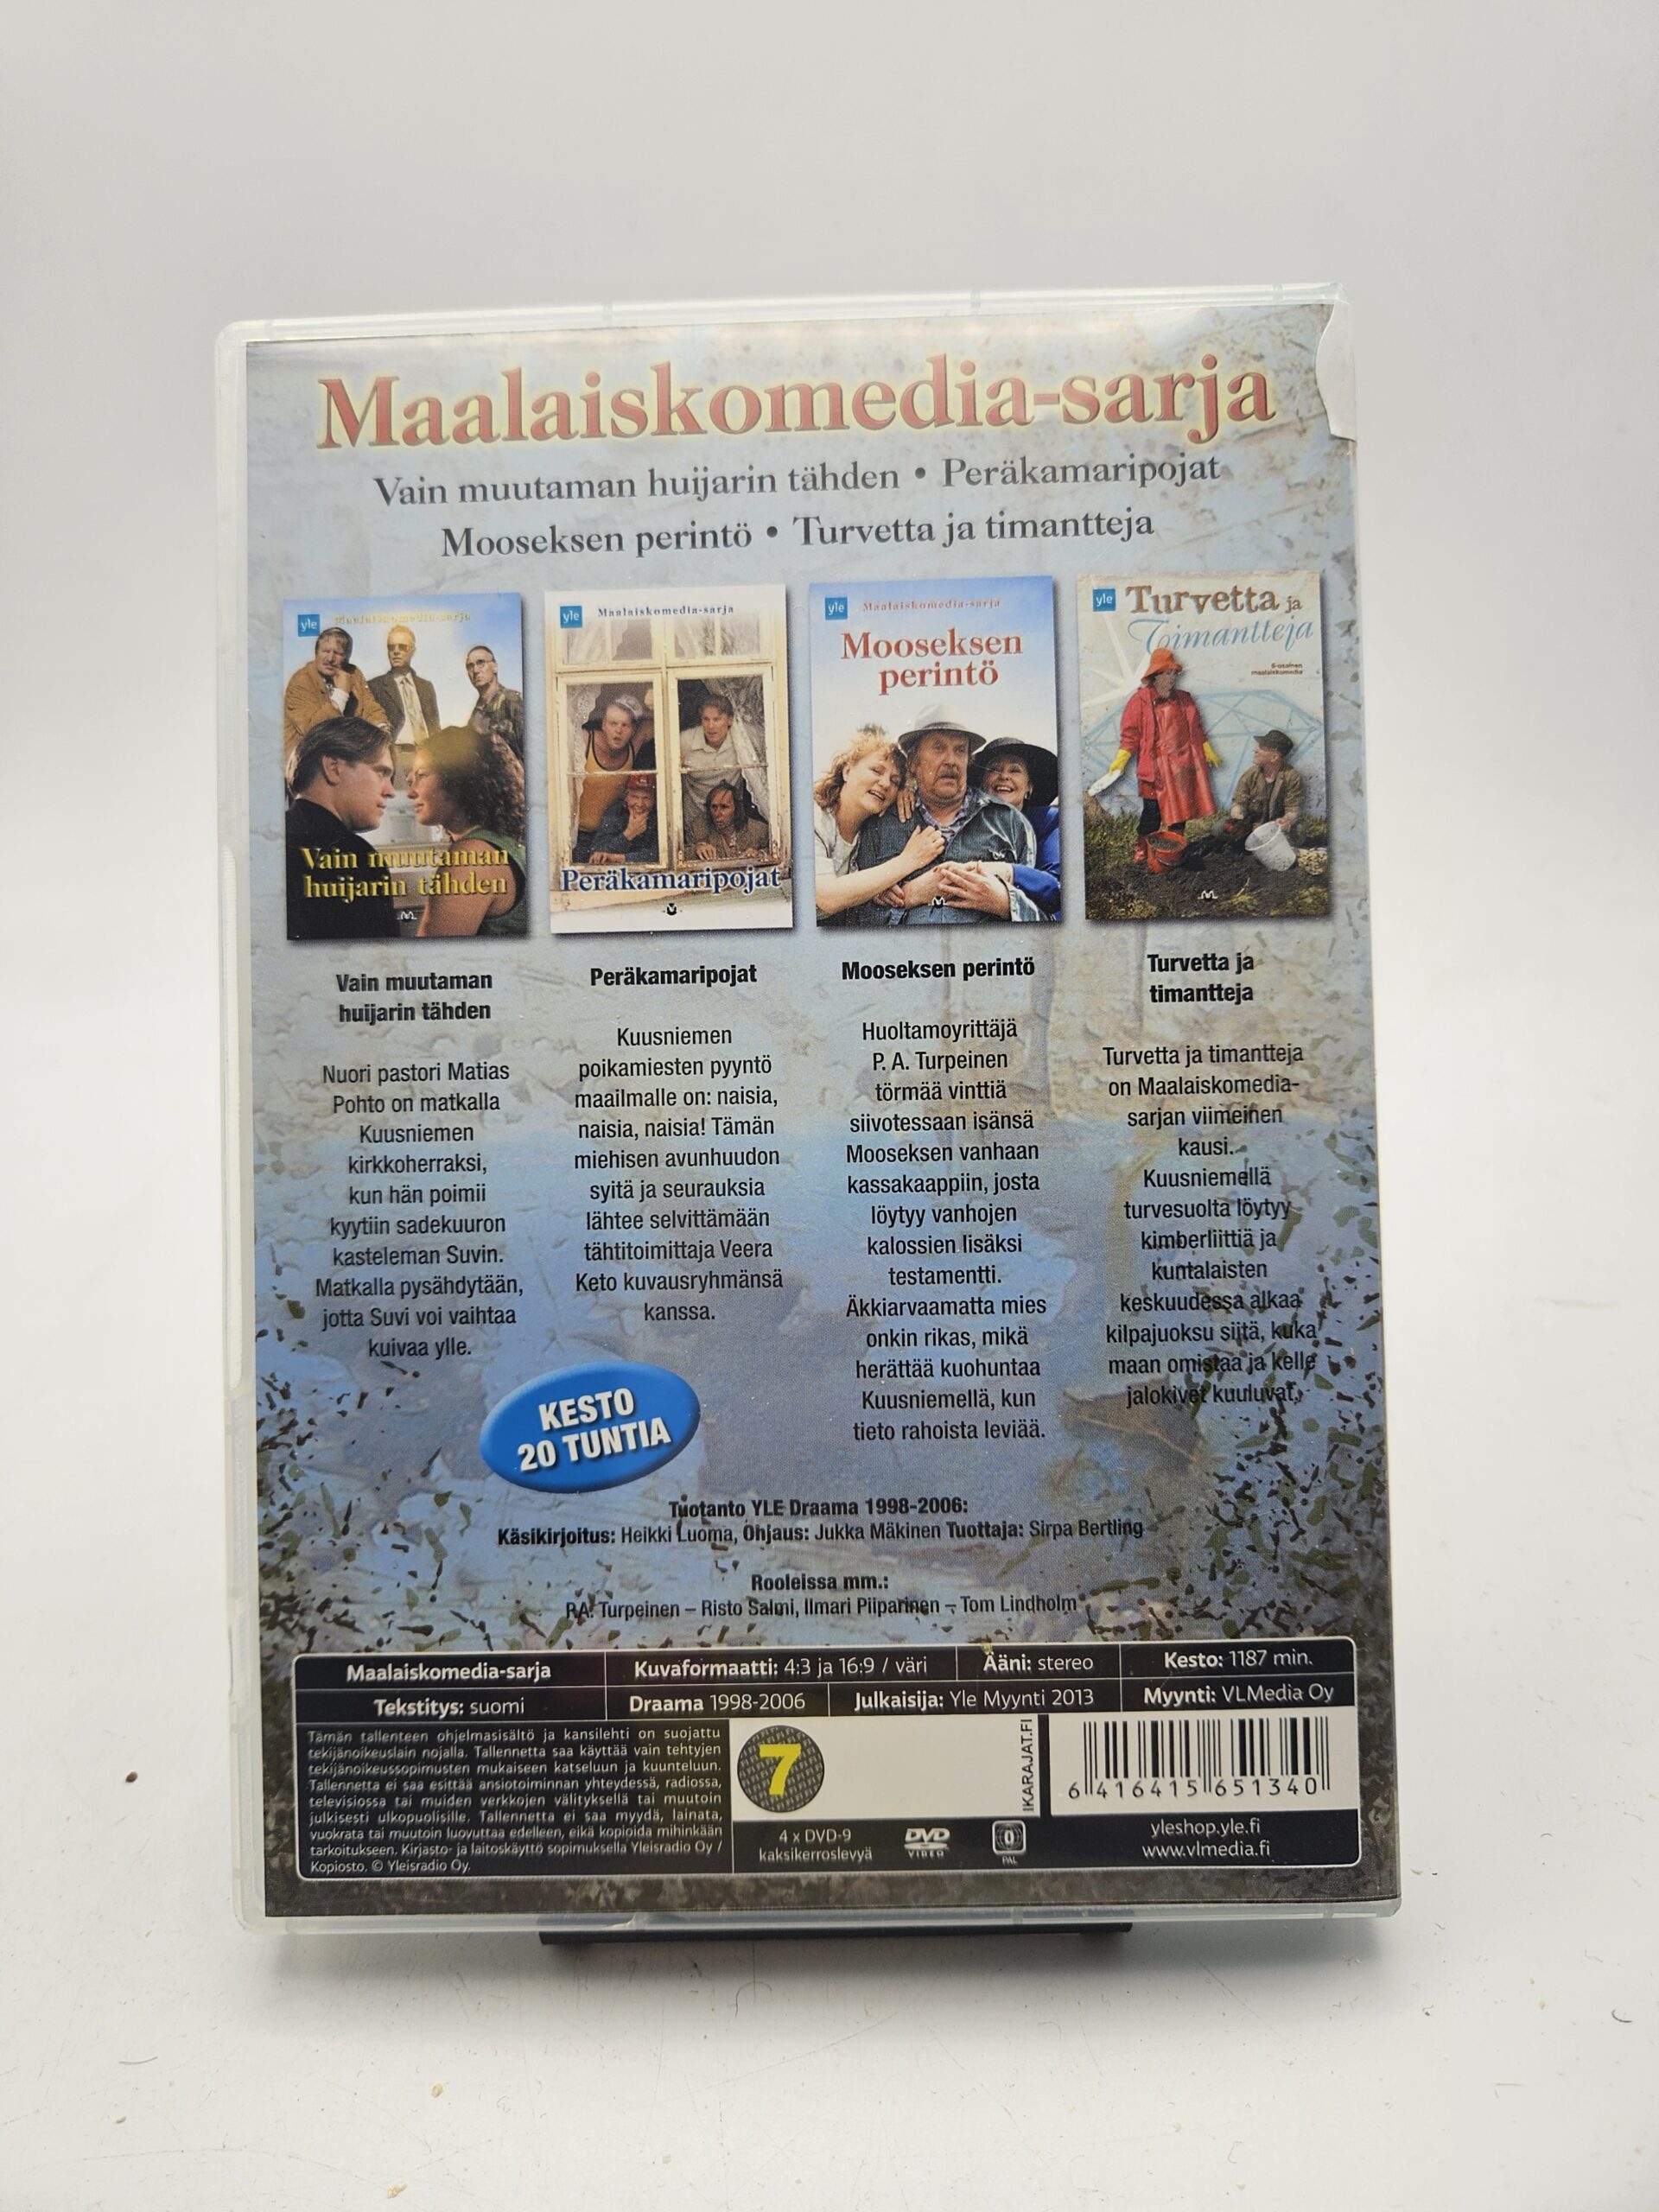 Maalaiskomedia-sarja
Vain muutaman huijarin tähden • Peräkamaripojat
Mooseksen perintö • Turvetta ja timantteja
yle
Maalaiskomedia-sarja
Vain muutaman
huijarin tähden
yle
Maalaiskomedia-sarja
Peräkamaripojat
yle
Maalaiskomedia-sarja
Mooseksen
perintö
yle
Turvetta ja
Timantteja
6-osainen
maalaiskomedia
Vain muutaman
huijarin tähden
Nuori pastori Matias
Pohto on matkalla
Kuusniemen
kirkkoherraksi,
kun hän poimii
kyytiin sadekuuron
kasteleman Suvin.
Matkalla pysähdytään,
jotta Suvi voi vaihtaa
kuivaa ylle.
Peräkamaripojat
Kuusniemen
poikamiesten pyyntö
maailmalle on: naisia,
naisia, naisia! Tämän
miehisen avunhuudon
syitä ja seurauksia
lähtee selvittämään
tähtitoimittaja Veera
Keto kuvausryhmänsä
kanssa.
Mooseksen perintö
Huoltamoyrittäjä
P. A. Turpeinen
törmää vinttiä
siivotessaan isänsä
Mooseksen vanhaan
kassakaappiin, josta
löytyy vanhojen
kalossien lisäksi
testamentti.
Äkkiarvaamatta mies
onkin rikas, mikä
herättää kuohuntaa
Kuusniemellä, kun
tieto rahoista leviää.
Turvetta ja
timantteja
Turvetta ja timantteja
on Maalaiskomedia-
sarjan viimeinen
kausi.
Kuusniemellä
turvesuolta löytyy
kimberliittiä ja
kuntalaisten
keskuudessa alkaa
kilpajuoksu siitä, kuka
maan omistaa ja kelle
jalokivet kuuluvat.
KESTO
20 TUNTIA
Tuotanto YLE Draama 1998-2006:
Käsikirjoitus: Heikki Luoma, Ohjaus: Jukka Mäkinen Tuottaja: Sirpa Bertling
Rooleissa mm.:
P.A. Turpeinen – Risto Salmi, Ilmari Piiparinen – Tom Lindholm
Maalaiskomedia-sarja
Kuvaformaatti: 4:3 ja 16:9 / väri
Ääni: stereo
Kesto: 1187 min.
Tekstitys: suomi
Draama 1998-2006
Julkaisija: Yle Myynti 2013
Myynti: VLMedia Oy
Tämän tallenteen ohjelmasisältö ja kansilehti on suojattu
tekijänoikeuslain nojalla. Tallennetta saa käyttää vain tehtyjen
tekijänoikeussopimusten mukaiseen katseluun ja kuunteluun.
Tallennetta ei saa esittää ansiotoiminnan yhteydessä, radiossa,
televisiossa tai muiden verkkojen välityksellä tai muutoin
julkisesti ulkopuolisille. Tallennetta ei saa myydä, lainata,
vuokrata tai muutoin luovuttaa edelleen, eikä kopioida mihinkään
tarkoitukseen. Kirjasto- ja laitoskäyttö sopimuksella Yleisradio Oy /
Kopiosto. © Yleisradio Oy.
7
IKARAJAT.FI
6 416415 651340
4 x DVD-9
kaksikerroslevyä
DVD
VIDEO
0
PAL
yleshop.yle.fi
www.vlmedia.fi